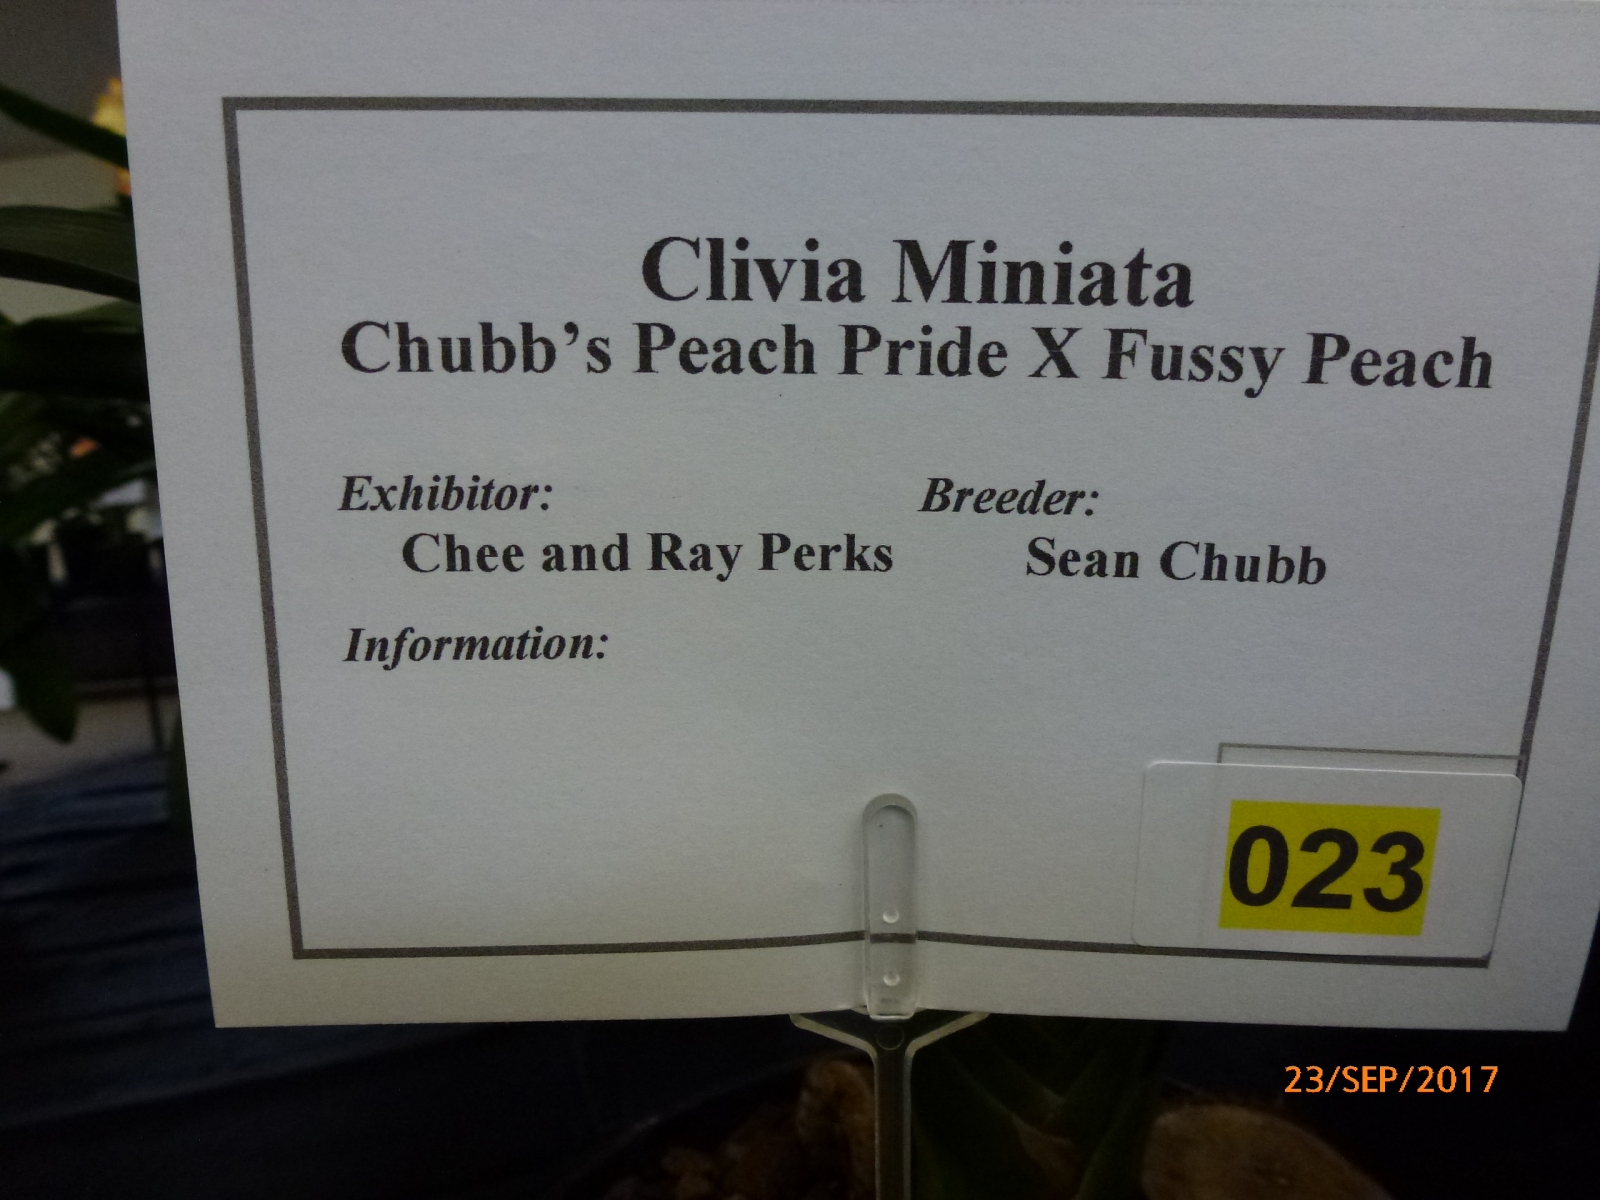 Clivia Miniata
Chubb's Peach Pride X Fussy Peach
Exhibitor:
Chee and Ray Perks
Breeder:
Sean Chubb
Information:
023
23/SEP/2017